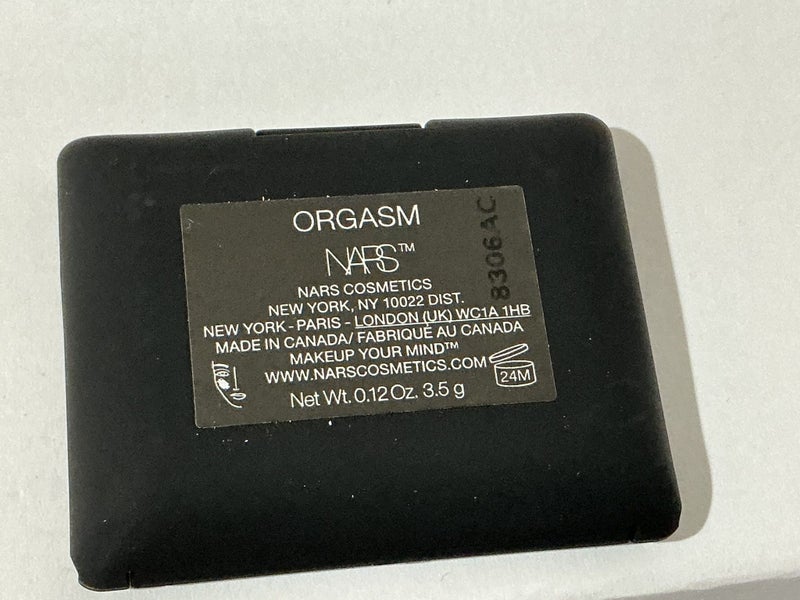 ORGASM
NARS™
NARS COSMETICS
NEW YORK, NY 10022 DIST.
NEW YORK - PARIS - LONDON (UK) WC1A 1HB
MADE IN CANADA/ FABRIQUÉ AU CANADA
MAKEUP YOUR MIND™
WWW.NARSCOSMETICS.COM
24M
Net Wt. 0.12 Oz. 3.5 g
8306AC